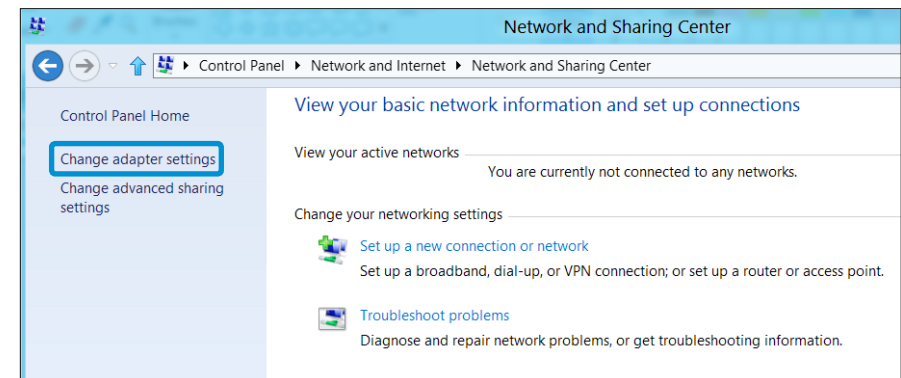 Network and Sharing Center
Control Panel Network and Internet Network and Sharing Center
Control Panel Home
Change adapter settings
Change advanced sharing
settings
View your basic network information and set up connections
View your active networks
You are currently not connected to any networks.
Change your networking settings
Set up a new connection or network
Set up a broadband, dial-up, or VPN connection; or set up a router or access point.
Troubleshoot problems
Diagnose and repair network problems, or get troubleshooting information.